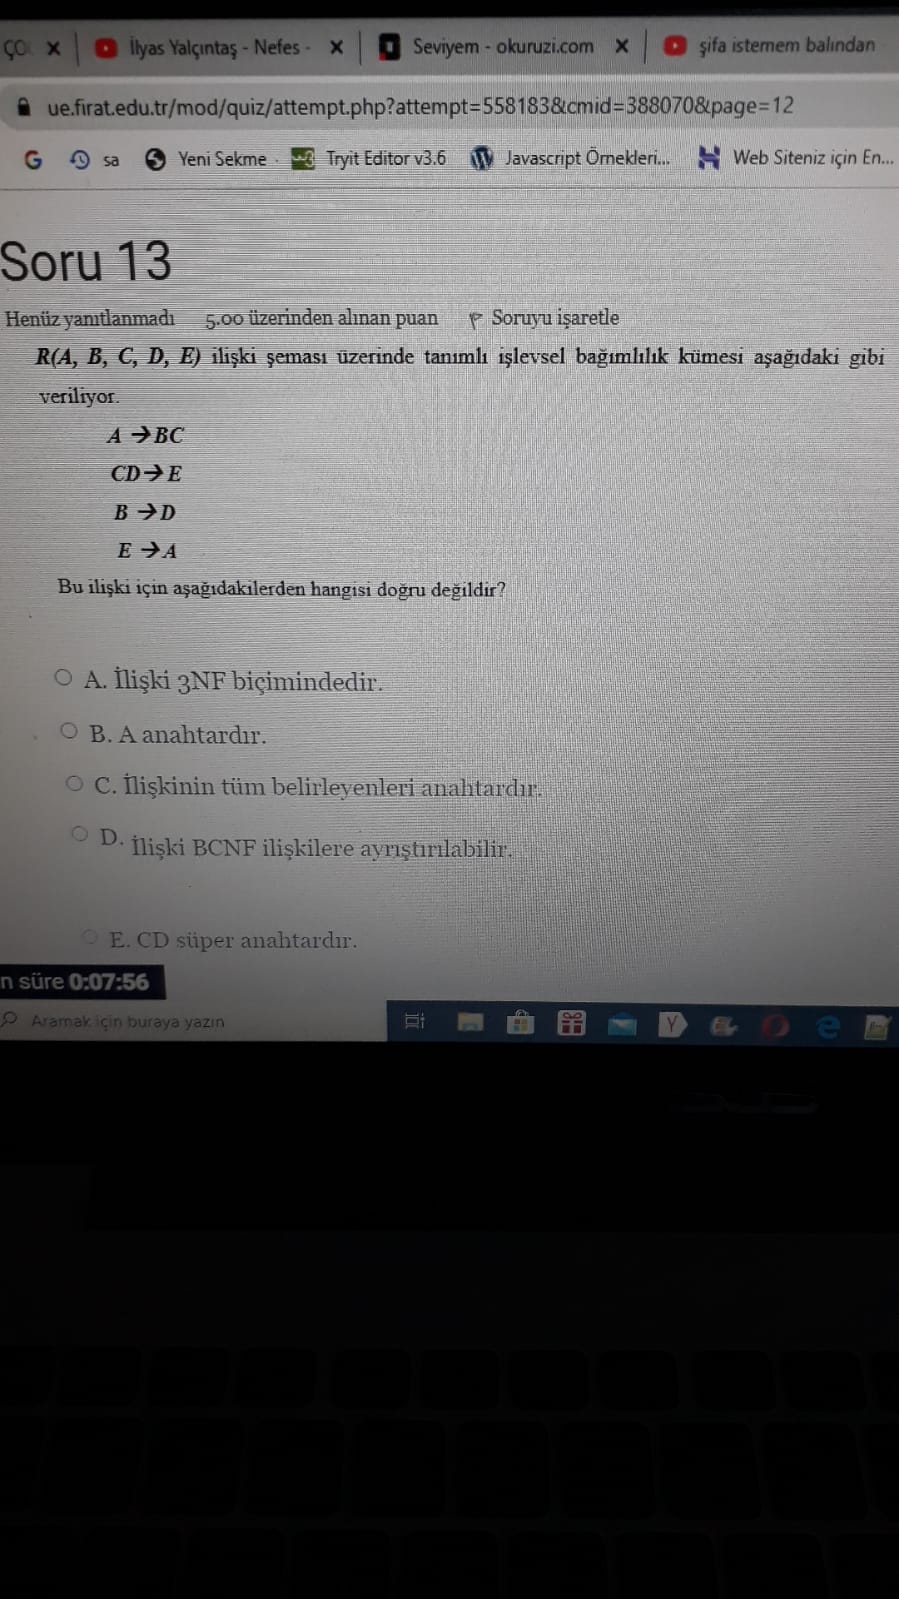 ÇO
İlyas Yalçıntaş - Nefes -
Seviyem - okuruzi.com
şifa istemem balından
ue.firat.edu.tr/mod/quiz/attempt.php?attempt=558183&cmid=388070&page=12
sa
Yeni Sekme
Tryit Editor v3.6
Javascript Örnekleri...
Web Siteniz için En...
Soru 13
Henüz yanıtlanmadı 5,00 üzerinden alınan puan Soruyu işaretle
R(A, B, C, D, E) ilişki şeması üzerinde tanımlı işlevsel bağımlılık kümesi aşağıdaki gibi
veriliyor.
A →BC
CD→E
B →D
E →A
Bu ilişki için aşağıdakilerden hangisi doğru değildir?
A. İlişki 3NF biçimindedir.
B. A anahtardır.
C. İlişkinin tüm belirleyenleri anahtardır.
D. İlişki BCNF ilişkilere ayrıştırılabilir.
E. CD süper anahtardır.
n süre 0:07:56
Aramak için buraya yazın